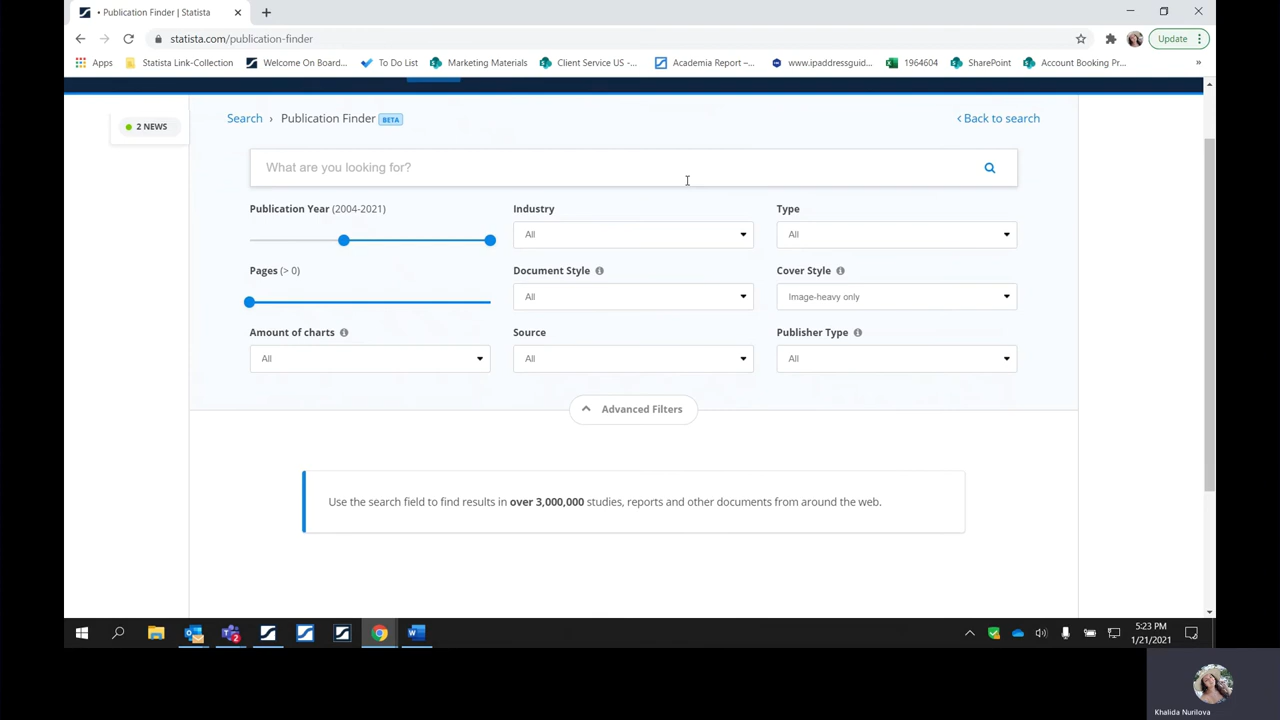 • Publication Finder | Statista
statista.com/publication-finder
Update
Apps
Statista Link-Collection
Welcome On Board...
To Do List
Marketing Materials
Client Service US -...
Academia Report –...
www.ipaddressguid...
1964604
SharePoint
Account Booking Pr...
»
2 NEWS
Search › Publication Finder BETA
‹ Back to search
What are you looking for?
Publication Year (2004-2021)
Industry
Type
All
All
Pages (> 0)
Document Style
Cover Style
All
Image-heavy only
Amount of charts
Source
Publisher Type
All
All
All
Advanced Filters
Use the search field to find results in over 3,000,000 studies, reports and other documents from around the web.
5:23 PM
1/21/2021
Khalida Nurilova